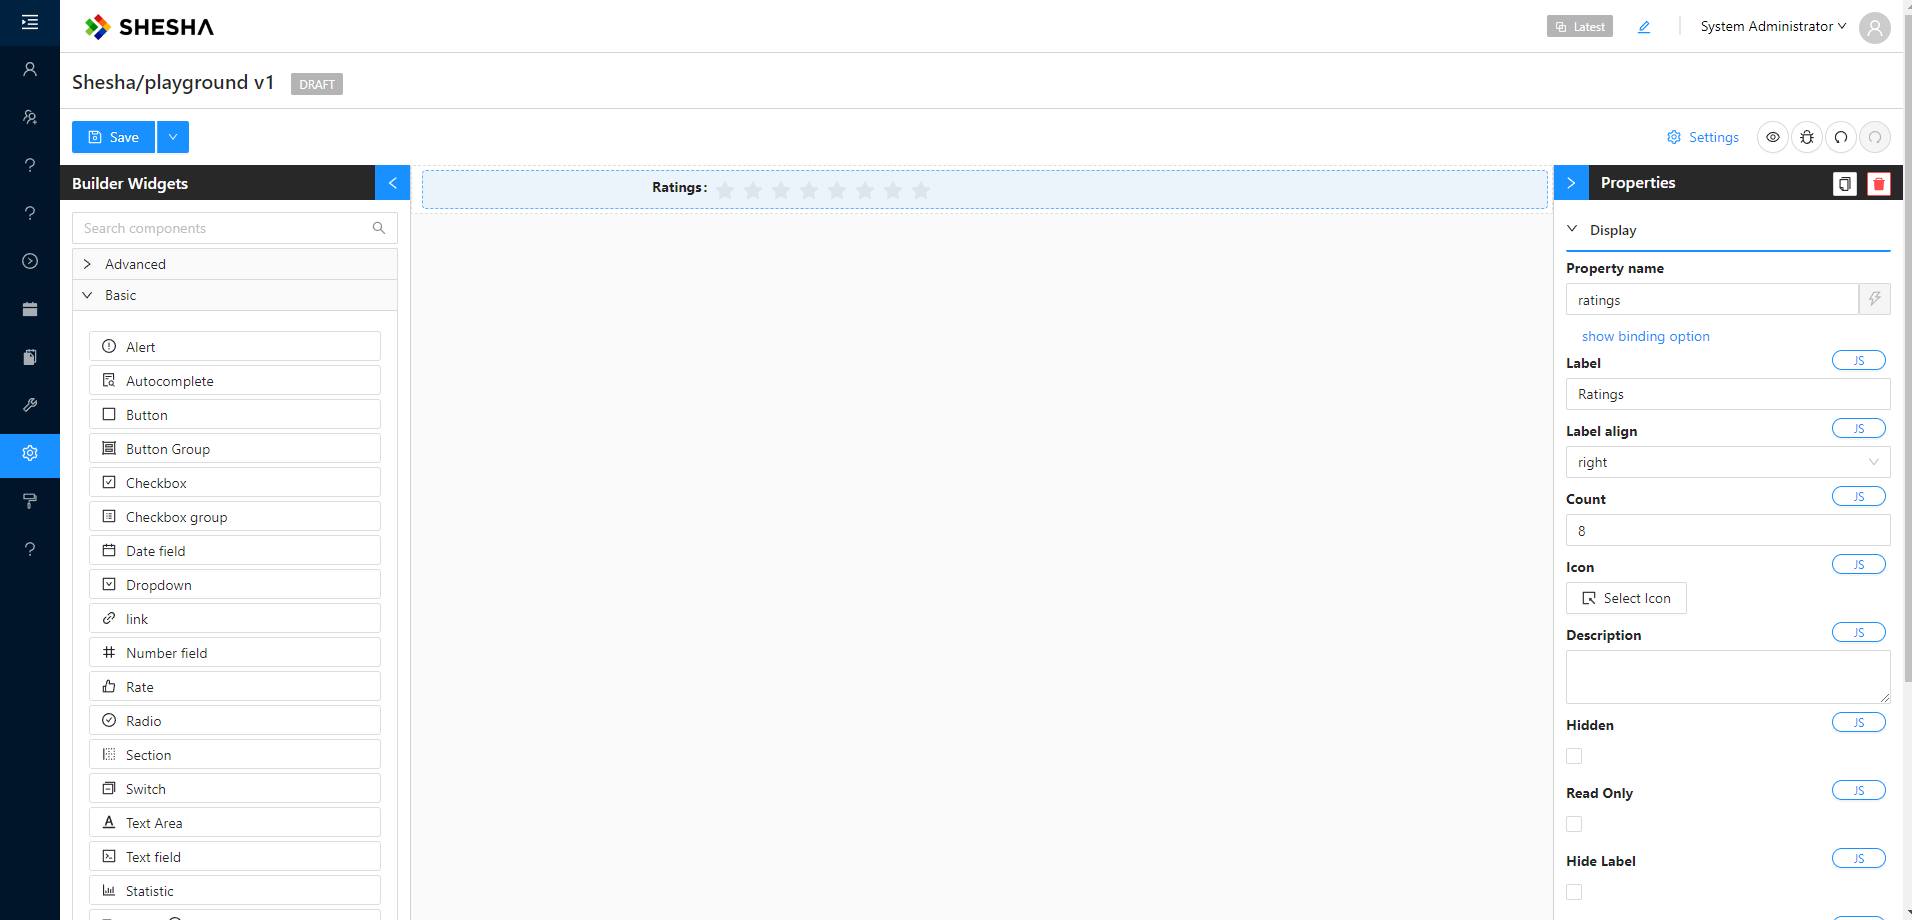 SHESHA
Latest
System Administrator
Shesha/playground v1
DRAFT
Save
Settings
Builder Widgets
Search components
Advanced
Basic
Alert
Autocomplete
Button
Button Group
Checkbox
Checkbox group
Date field
Dropdown
link
Number field
Rate
Radio
Section
Switch
Text Area
Text field
Statistic
Ratings:
Properties
Display
Property name
ratings
show binding option
Label
JS
Ratings
Label align
JS
right
Count
JS
8
Icon
JS
Select Icon
Description
JS
Hidden
JS
Read Only
JS
Hide Label
JS